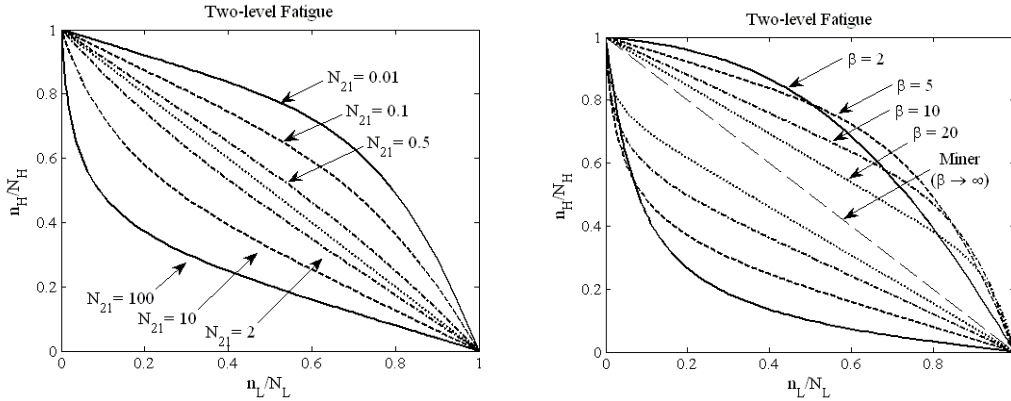 Two-level Fatigue
1
0.8
0.6
0.4
0.2
0
0
0.2
0.4
0.6
0.8
1
n_H/N_H
n_L/N_L
N_21 = 0.01
N_21 = 0.1
N_21 = 0.5
N_21 = 100
N_21 = 10
N_21 = 2
Two-level Fatigue
1
0.8
0.6
0.4
0.2
0
0
0.2
0.4
0.6
0.8
n_H/N_H
n_L/N_L
β = 2
β = 5
β = 10
β = 20
Miner
(β → ∞)